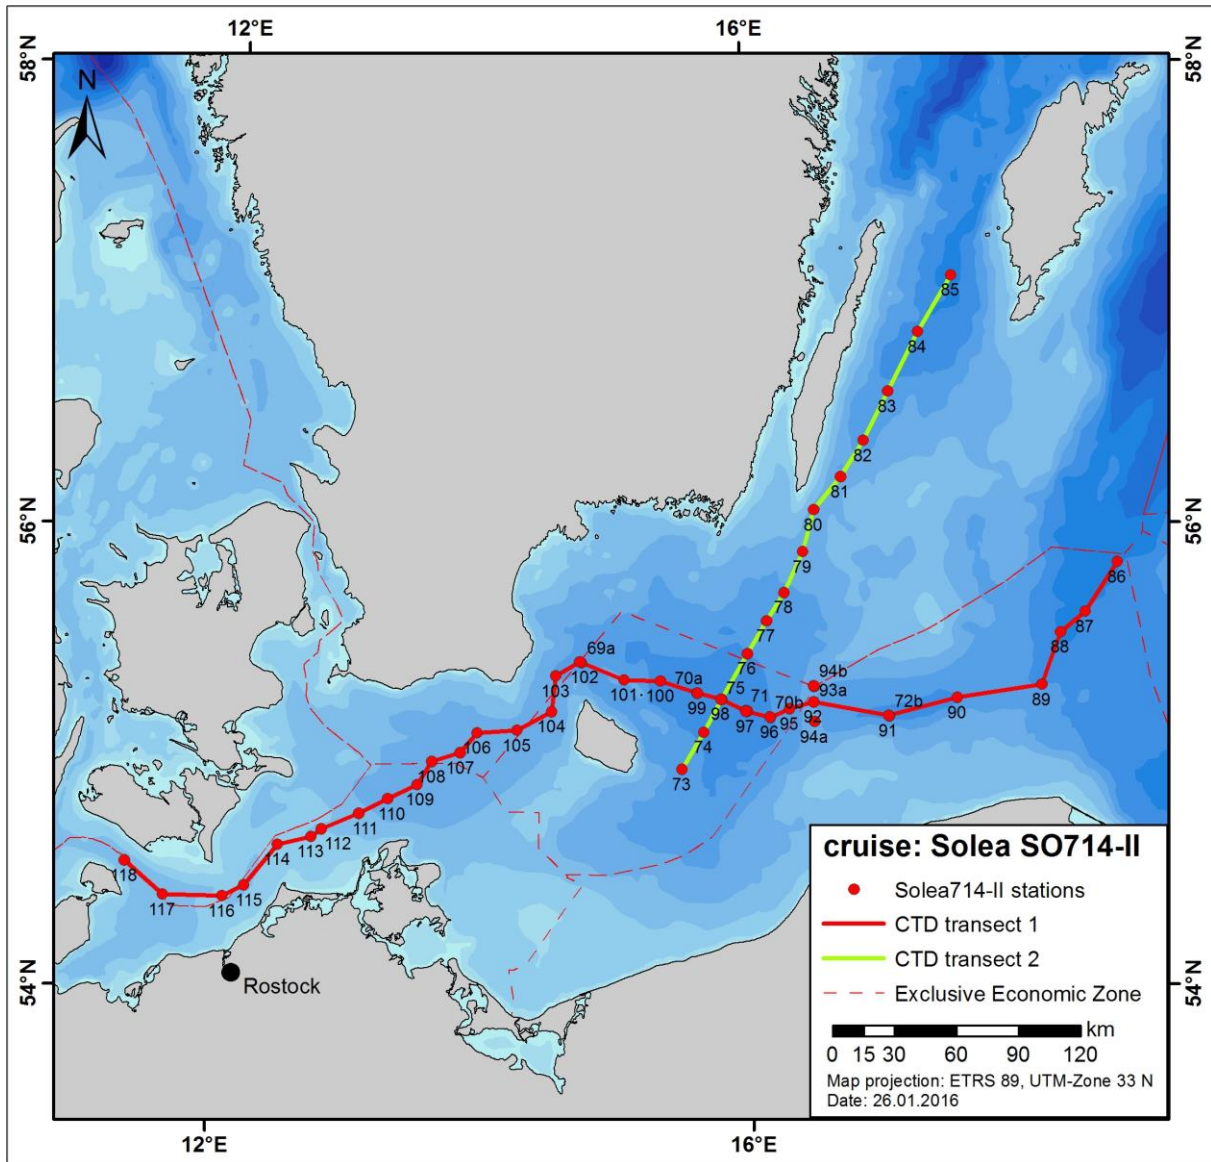 12°E 16°E
58°N 58°N
N
85
84
83
82
81
80
56°N 56°N
79
86
78
77
87
69a
76
88
102
94b
103
70a
93a
101 · 100
75
71
70b
72b
89
99
98
92
90
104
97
95
106
105
96
94a
91
74
108
107
73
109
110
111
112
113
114
118
115
117
116
cruise: Solea SO714-II
Solea714-II stations
CTD transect 1
CTD transect 2
Exclusive Economic Zone
54°N 54°N
Rostock
km
0 15 30 60 90 120
Map projection: ETRS 89, UTM-Zone 33 N
Date: 26.01.2016
12°E 16°E